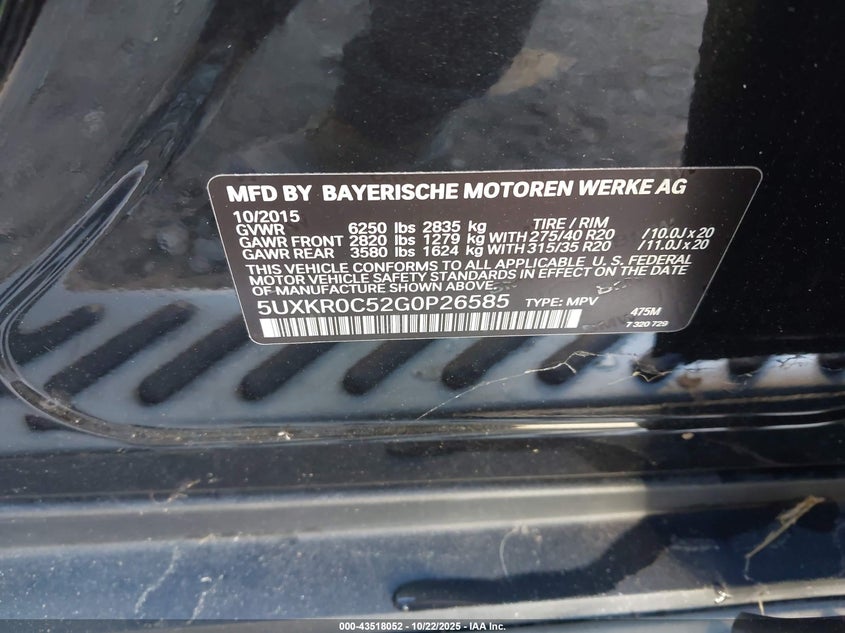 MFD BY BAYERISCHE MOTOREN WERKE AG
10/2015 TIRE / RIM
GVWR 6250 lbs 2835 kg
GAWR FRONT 2820 lbs 1279 kg WITH 275/40 R20 /10.0J x 20
GAWR REAR 3580 lbs 1624 kg WITH 315/35 R20 /11.0J x 20
THIS VEHICLE CONFORMS TO ALL APPLICABLE U.S. FEDERAL
MOTOR VEHICLE SAFETY STANDARDS IN EFFECT ON THE DATE
OF MANUFACTURE SHOWN ABOVE.
5UXKR0C52G0P26585 TYPE: MPV 475M
7 320 729
000-43518052 - 10/22/2025 - IAA Inc.